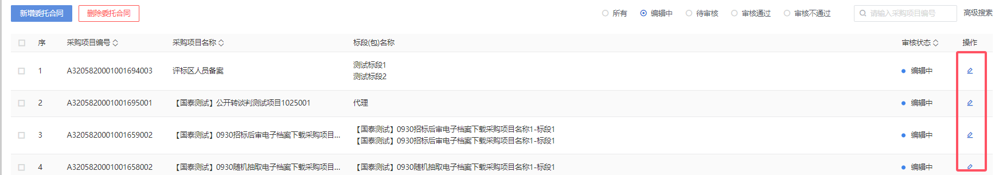 新增委托合同 删除委托合同 所有 编辑中 待审核 审核通过 审核不通过 请输入采购项目编号 高级搜索
序 采购项目编号 采购项目名称 标段(包)名称 审核状态 操作
1 A3205820001001694003 评标区人员备案 测试标段1 编辑中
测试标段2
2 A3205820001001695001 【国泰测试】公开转谈判测试项目1025001 代理 编辑中
3 A3205820001001659002 【国泰测试】0930招标后审电子档案下载采购项目... 【国泰测试】0930招标后审电子档案下载采购项目名称1-标段1 编辑中
【国泰测试】0930招标后审电子档案下载采购项目名称1-标段1
4 A3205820001001658002 【国泰测试】0930随机抽取电子档案下载采购项目... 【国泰测试】0930随机抽取电子档案下载采购项目名称1-标段1 编辑中